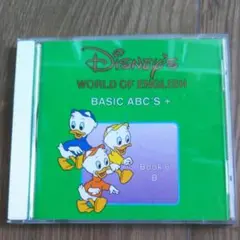 Disney's
WORLD OF ENGLISH
BASIC ABC'S +
Book
8